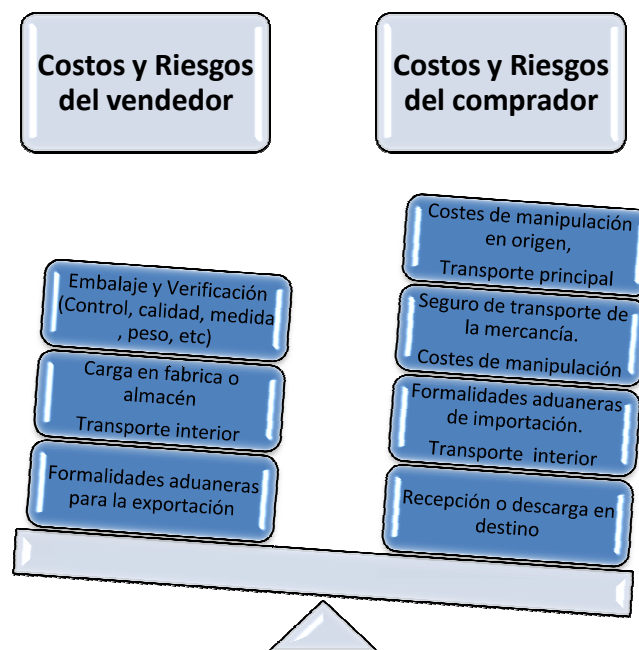 Costos y Riesgos
del vendedor
Costos y Riesgos
del comprador
Embalaje y Verificación
(Control, calidad, medida
, peso, etc)
Carga en fabrica o
almacén
Transporte interior
Formalidades aduaneras
para la exportación
Costes de manipulación
en origen,
Transporte principal
Seguro de transporte de
la mercancía.
Costes de manipulación
Formalidades aduaneras
de importación.
Transporte interior
Recepción o descarga en
destino